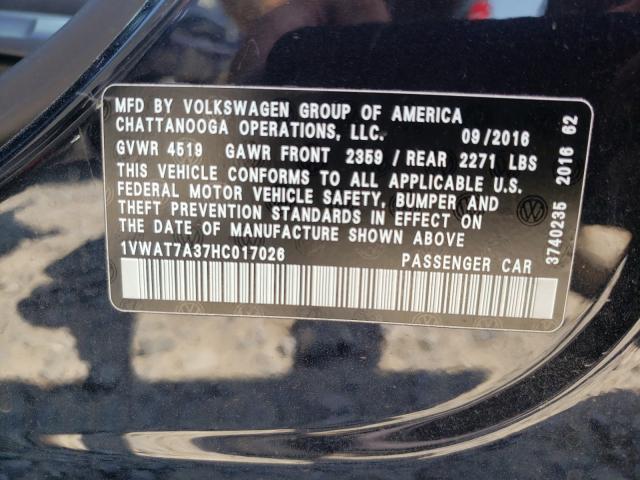 MFD BY VOLKSWAGEN GROUP OF AMERICA
CHATTANOOGA OPERATIONS, LLC. 09/2016
GVWR 4519 GAWR FRONT 2359 / REAR 2271 LBS
THIS VEHICLE CONFORMS TO ALL APPLICABLE U.S.
FEDERAL MOTOR VEHICLE SAFETY, BUMPER AND
THEFT PREVENTION STANDARDS IN EFFECT ON
THE DATE OF MANUFACTURE SHOWN ABOVE
1VWAT7A37HC017026 PASSENGER CAR
3740235 2016 62